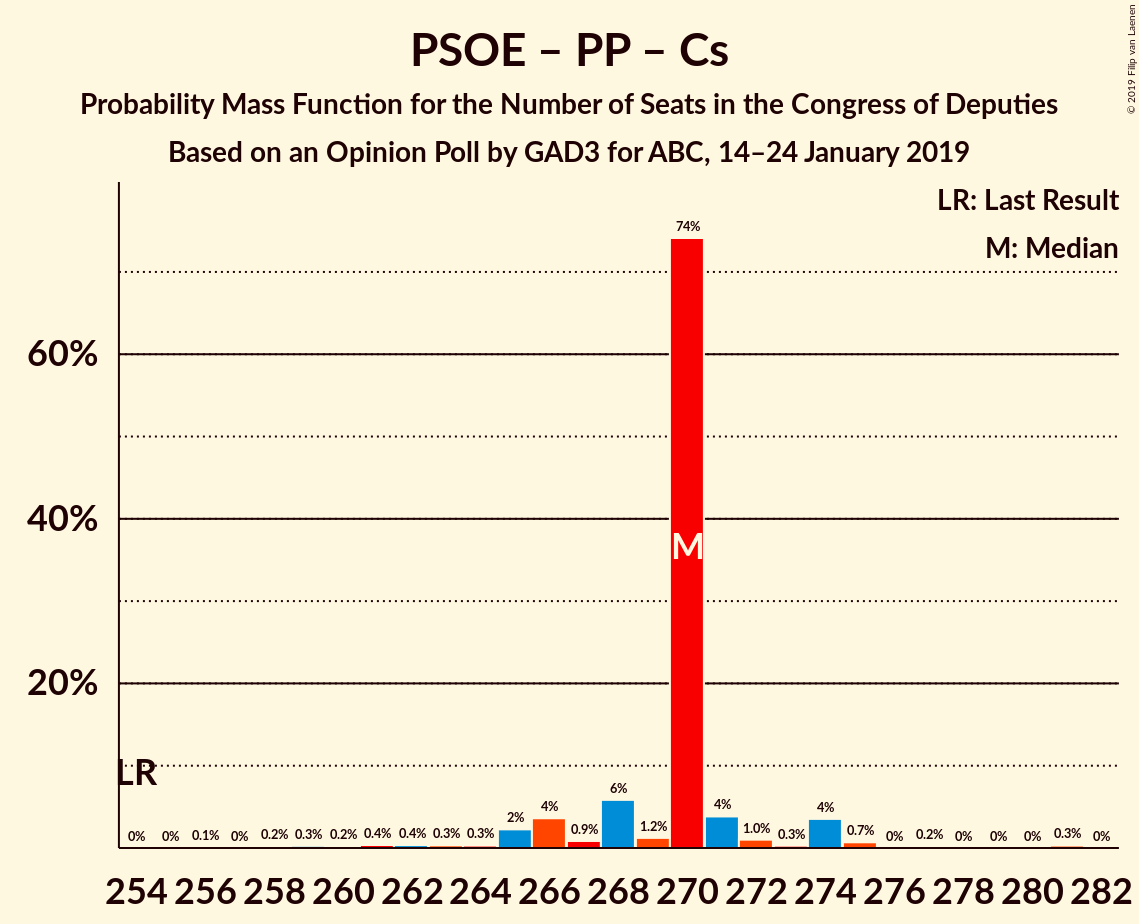 PSOE – PP – Cs
Probability Mass Function for the Number of Seats in the Congress of Deputies
Based on an Opinion Poll by GAD3 for ABC, 14–24 January 2019
© 2019 Filip van Laenen
LR: Last Result
M: Median
60%
40%
20%
LR
M
0% 0% 0.1% 0% 0.2% 0.3% 0.2% 0.4% 0.4% 0.3% 0.3% 2% 4% 0.9% 6% 1.2% 74% 4% 1.0% 0.3% 4% 0.7% 0% 0.2% 0% 0% 0% 0.3% 0%
254 256 258 260 262 264 266 268 270 272 274 276 278 280 282